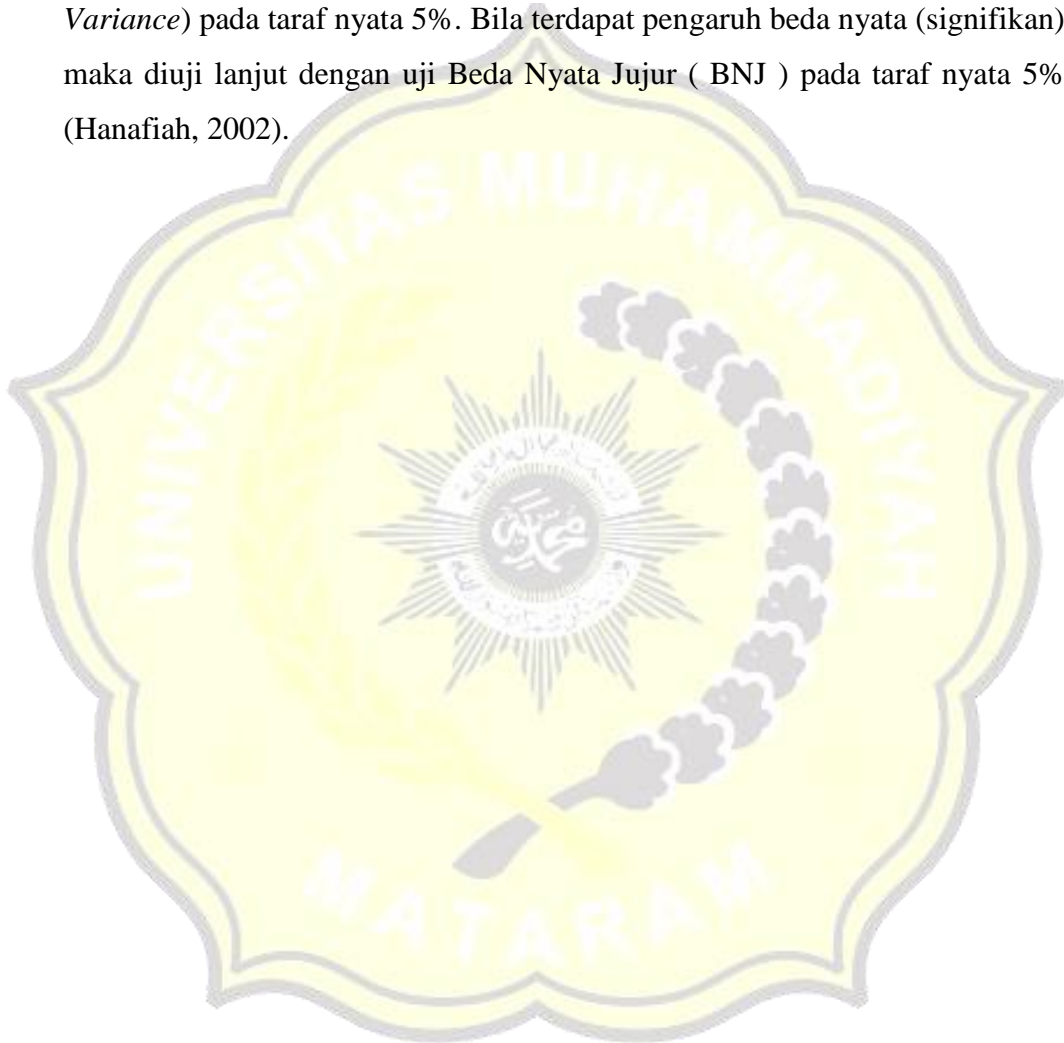 Variance) pada taraf nyata 5%. Bila terdapat pengaruh beda nyata (signifikan)
maka diuji lanjut dengan uji Beda Nyata Jujur ( BNJ ) pada taraf nyata 5%
(Hanafiah, 2002).
UNIVERSITAS MUHAMMADIYAH
MATARAM